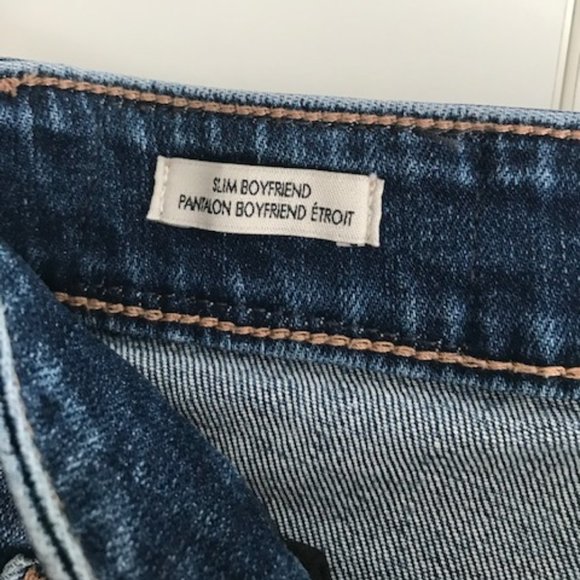 SLIM BOYFRIEND
PANTALON BOYFRIEND ÉTROIT